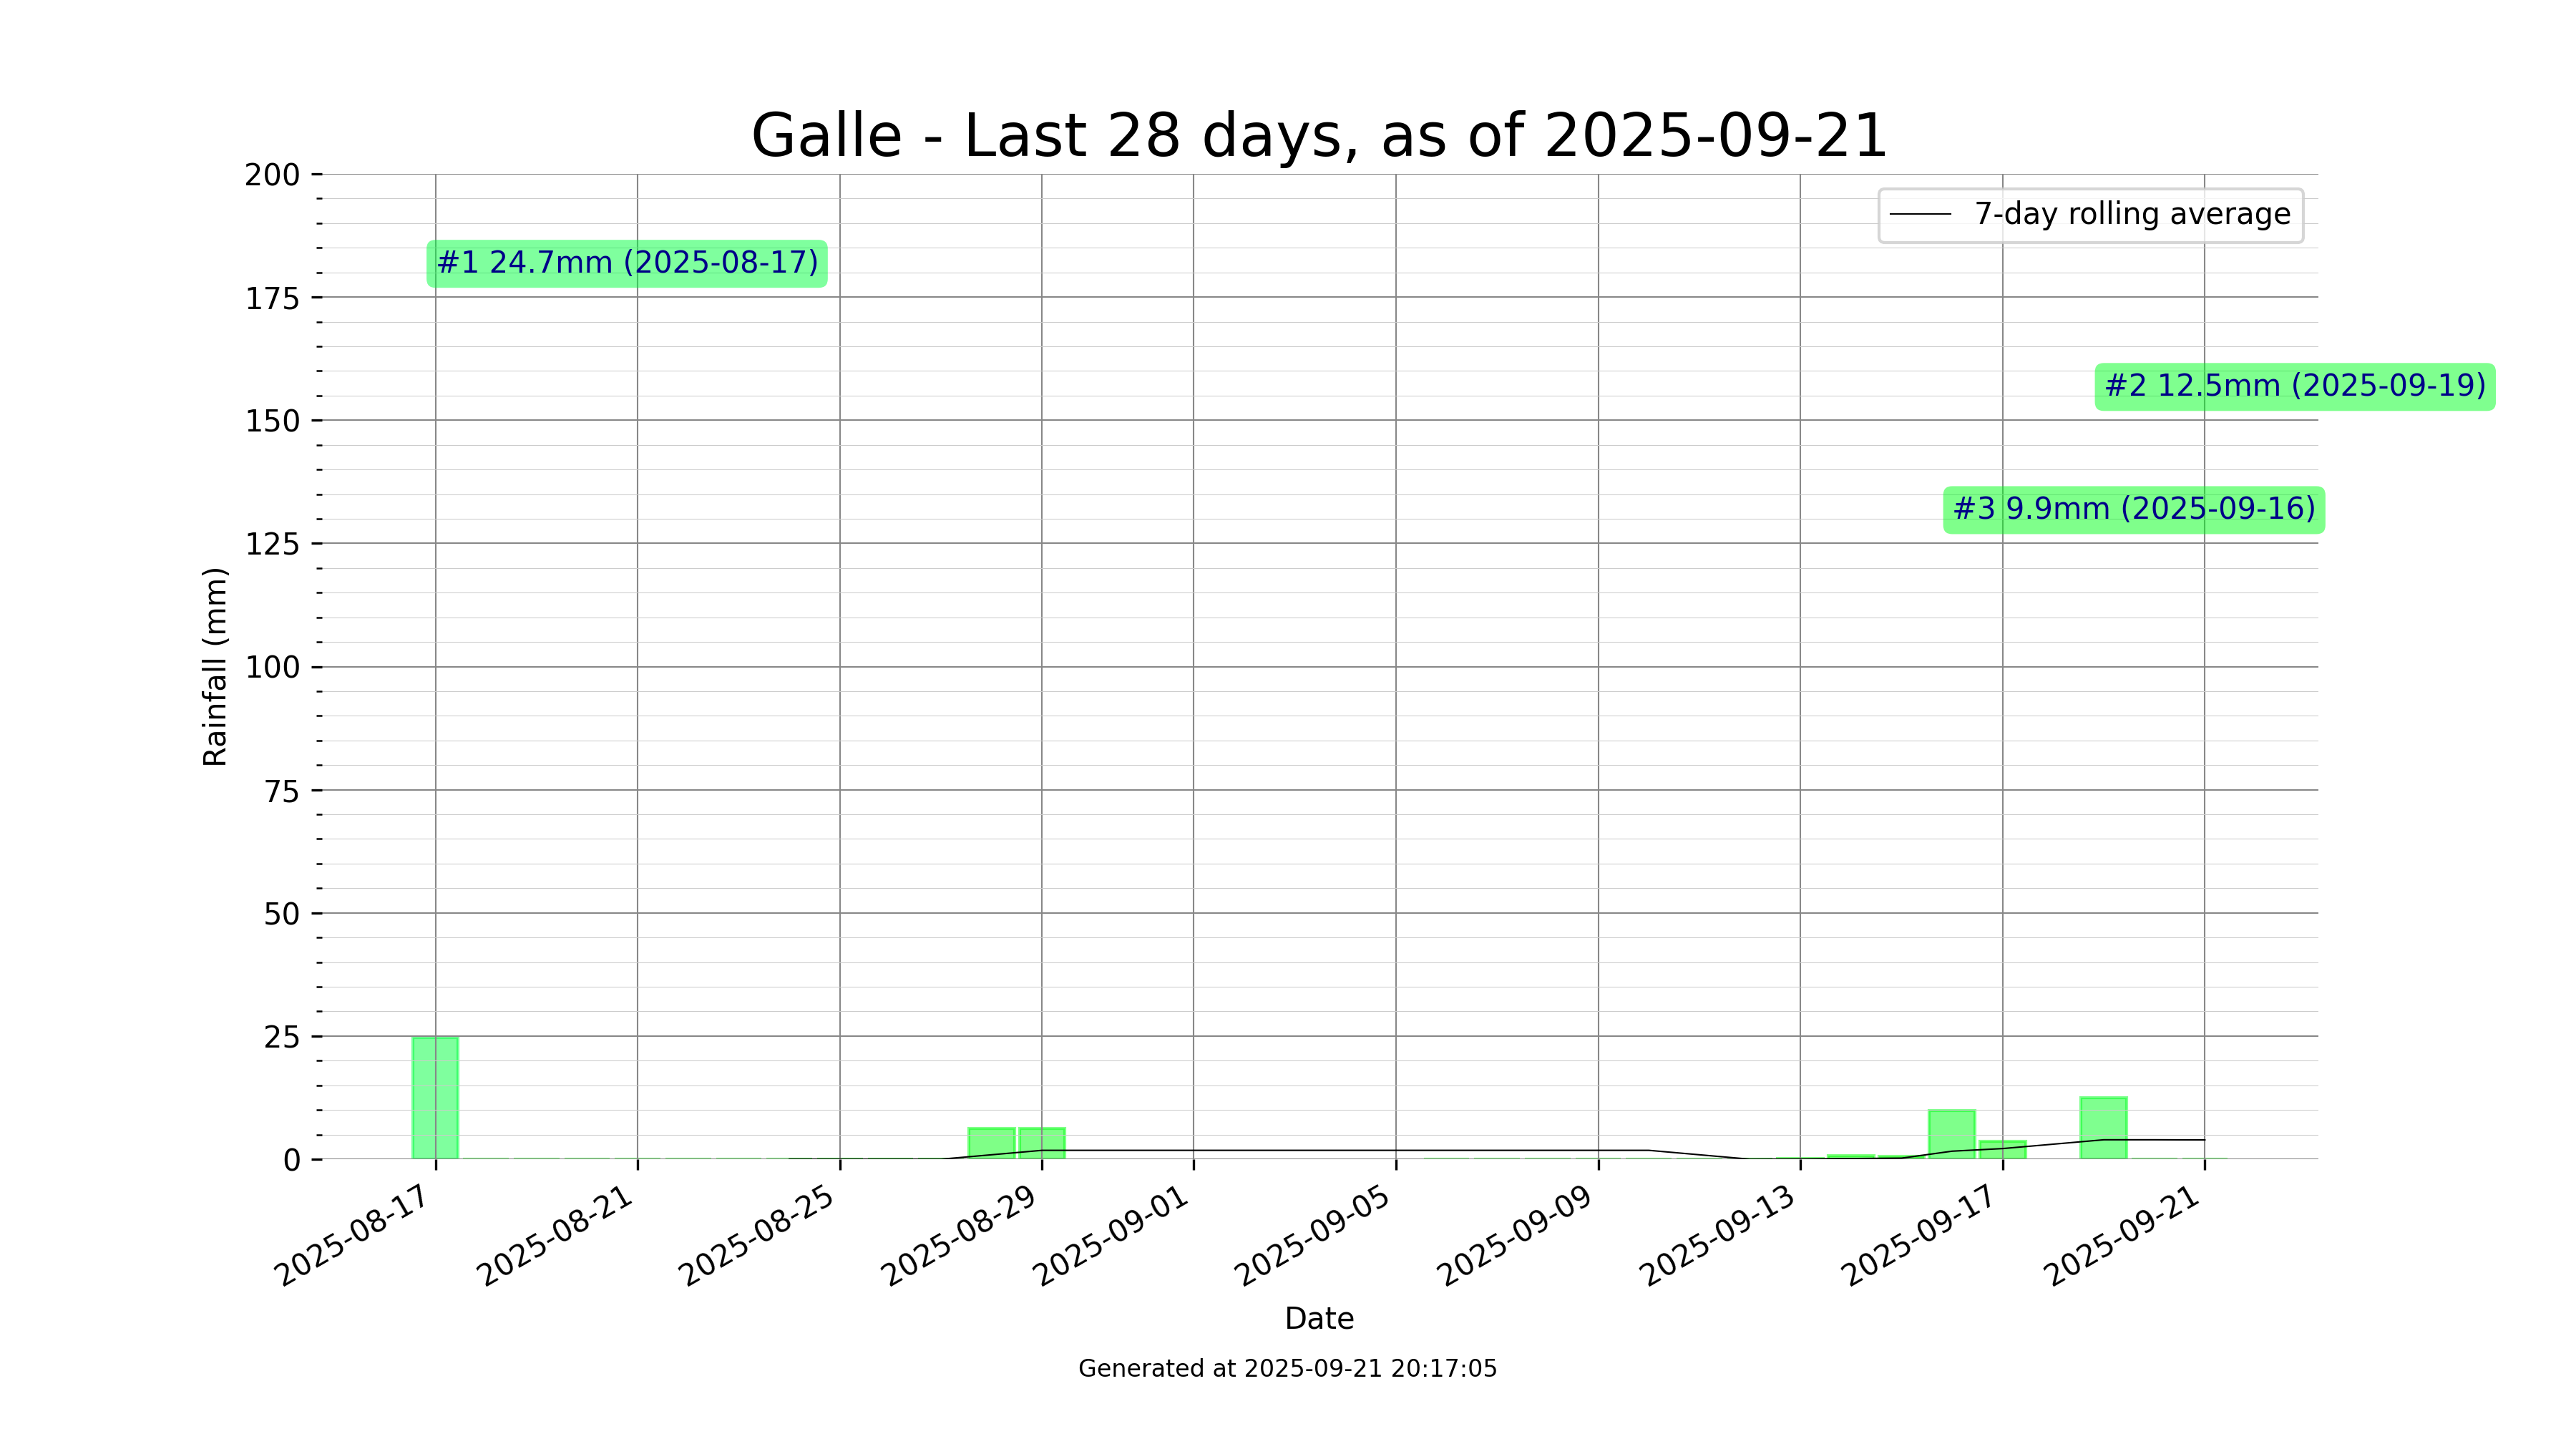 Galle - Last 28 days, as of 2025-09-21
200
175
150
125
100
75
50
25
0
Rainfall (mm)
7-day rolling average
#1 24.7mm (2025-08-17)
#2 12.5mm (2025-09-19)
#3 9.9mm (2025-09-16)
2025-08-17
2025-08-21
2025-08-25
2025-08-29
2025-09-01
2025-09-05
2025-09-09
2025-09-13
2025-09-17
2025-09-21
Date
Generated at 2025-09-21 20:17:05